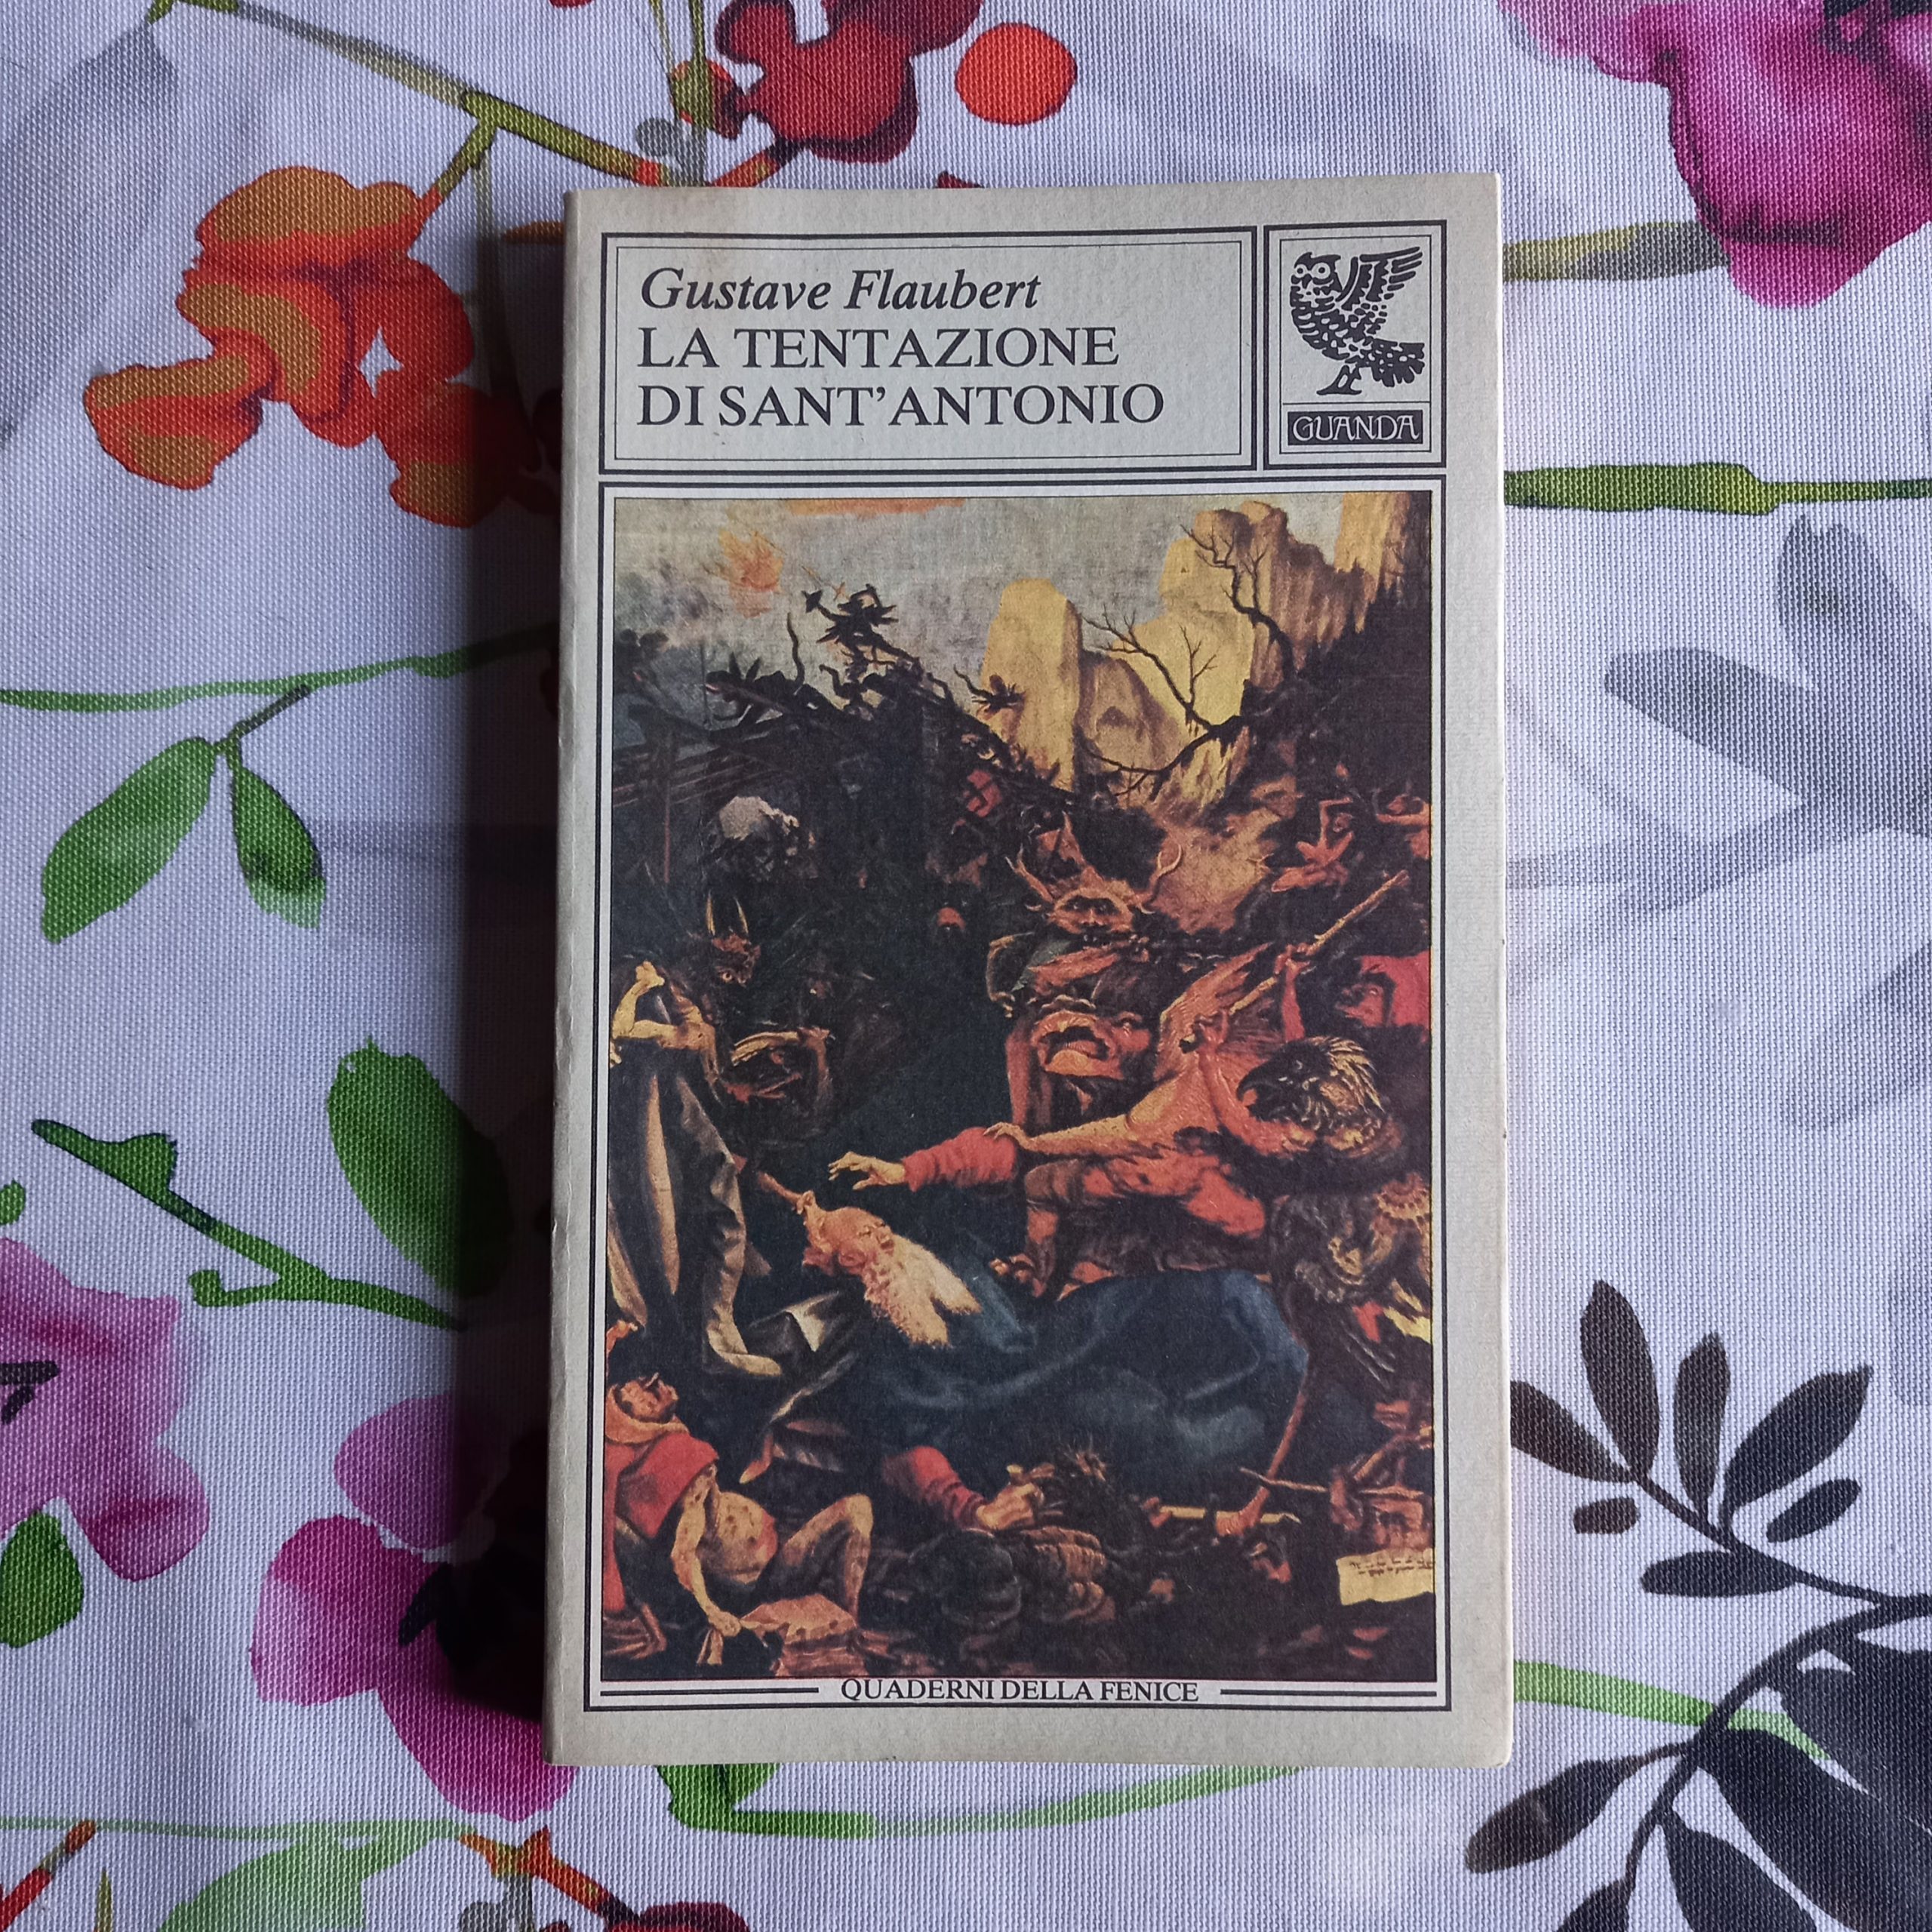 Gustave Flaubert
LA TENTAZIONE
DI SANT'ANTONIO
GUANDA
QUADERNI DELLA FENICE